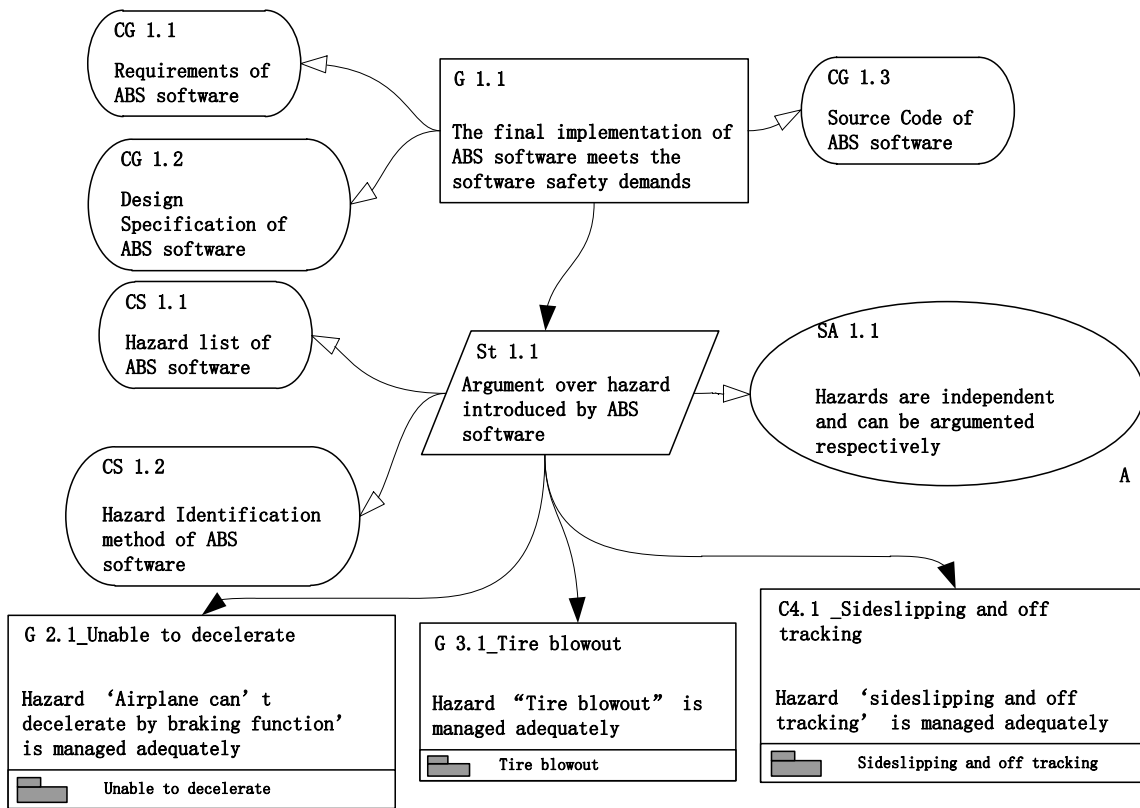 CG 1.1
Requirements of
ABS software
G 1.1
The final implementation of
ABS software meets the
software safety demands
CG 1.3
Source Code of
ABS software
CG 1.2
Design
Specification of
ABS software
CS 1.1
Hazard list of
ABS software
St 1.1
Argument over hazard
introduced by ABS
software
SA 1.1
Hazards are independent
and can be argumented
respectively
A
CS 1.2
Hazard Identification
method of ABS
software
G 2.1_Unable to decelerate
Hazard ‘Airplane can’t
decelerate by braking function’
is managed adequately
Unable to decelerate
G 3.1_Tire blowout
Hazard “Tire blowout” is
managed adequately
Tire blowout
C4.1 _Sideslipping and off
tracking
Hazard ‘sideslipping and off
tracking’ is managed adequately
Sideslipping and off tracking